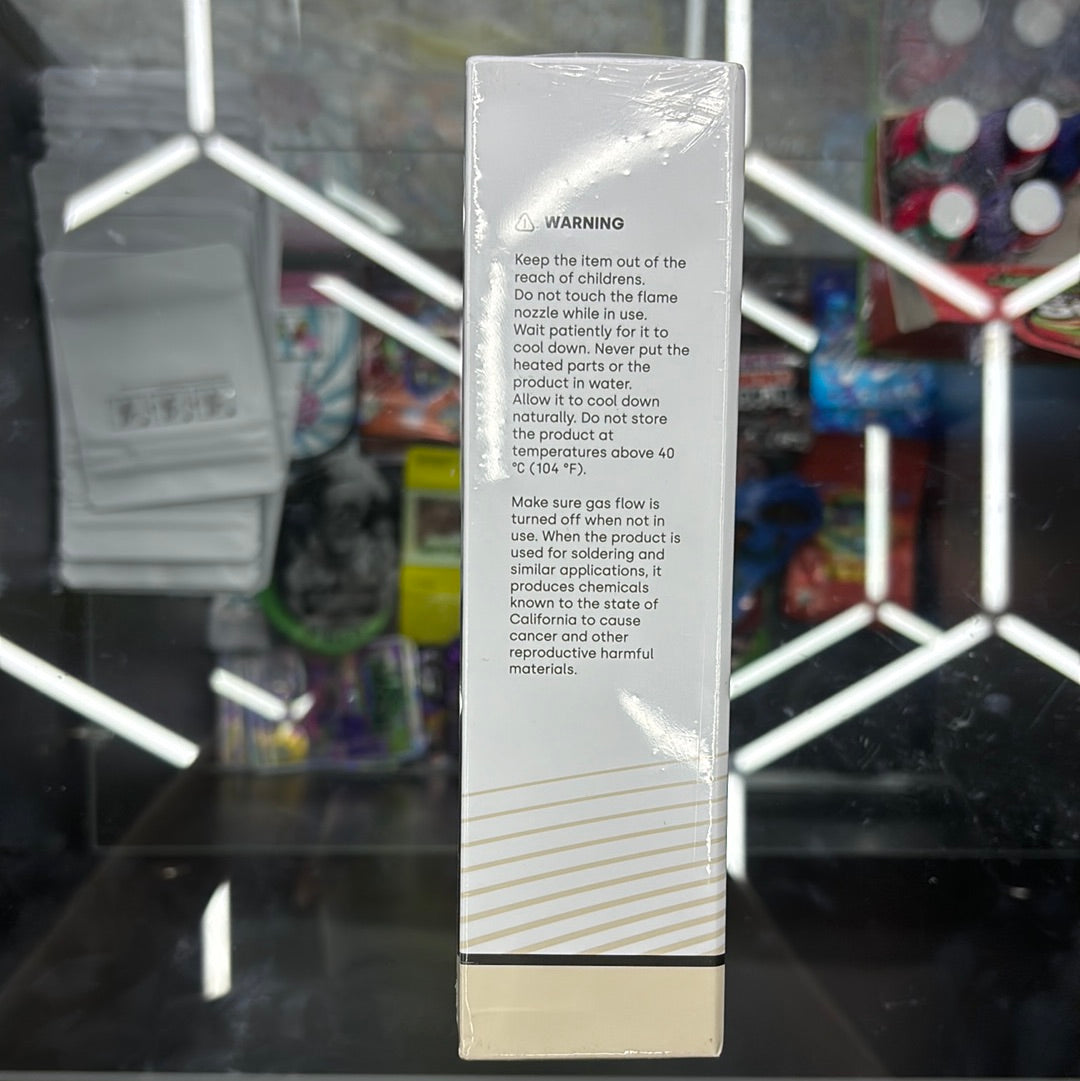 WARNING
Keep the item out of the
reach of childrens.
Do not touch the flame
nozzle while in use.
Wait patiently for it to
cool down. Never put the
heated parts or the
product in water.
Allow it to cool down
naturally. Do not store
the product at
temperatures above 40
°C (104 °F).
Make sure gas flow is
turned off when not in
use. When the product is
used for soldering and
similar applications, it
produces chemicals
known to the state of
California to cause
cancer and other
reproductive harmful
materials.